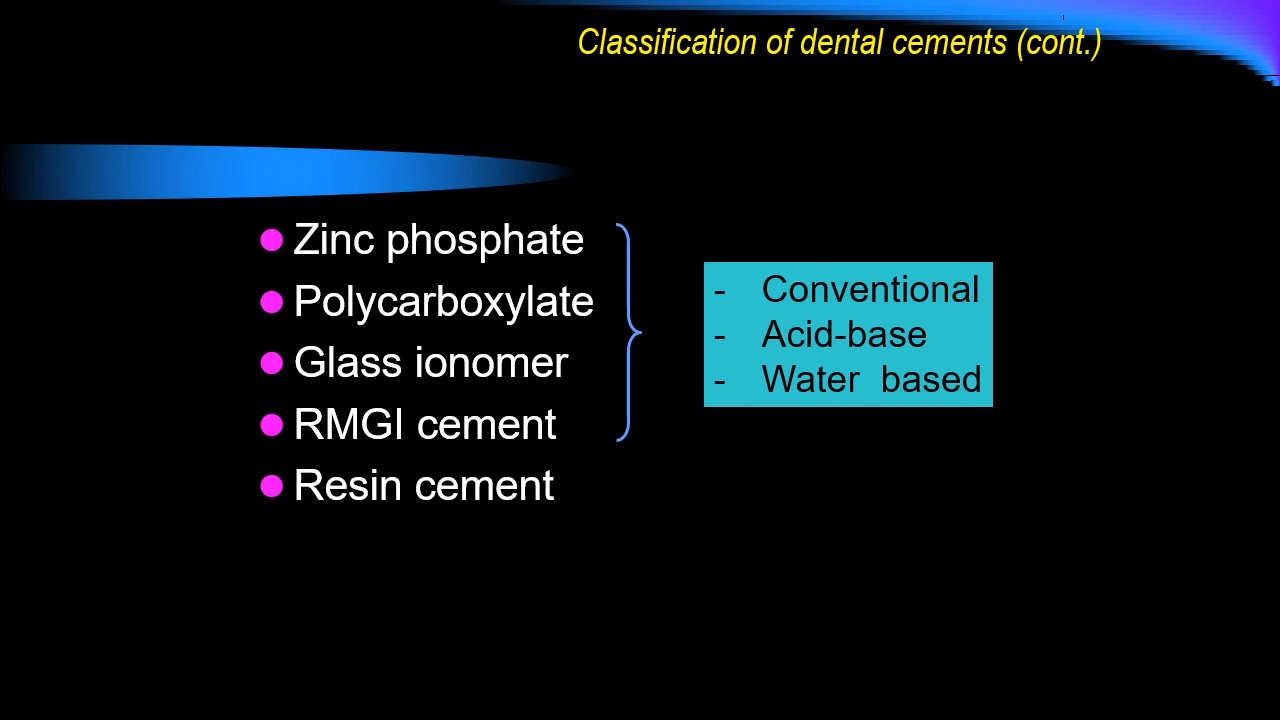 Classification of dental cements (cont.)
Zinc phosphate
Polycarboxylate
Glass ionomer
RMGI cement
Resin cement
- Conventional
- Acid-base
- Water based